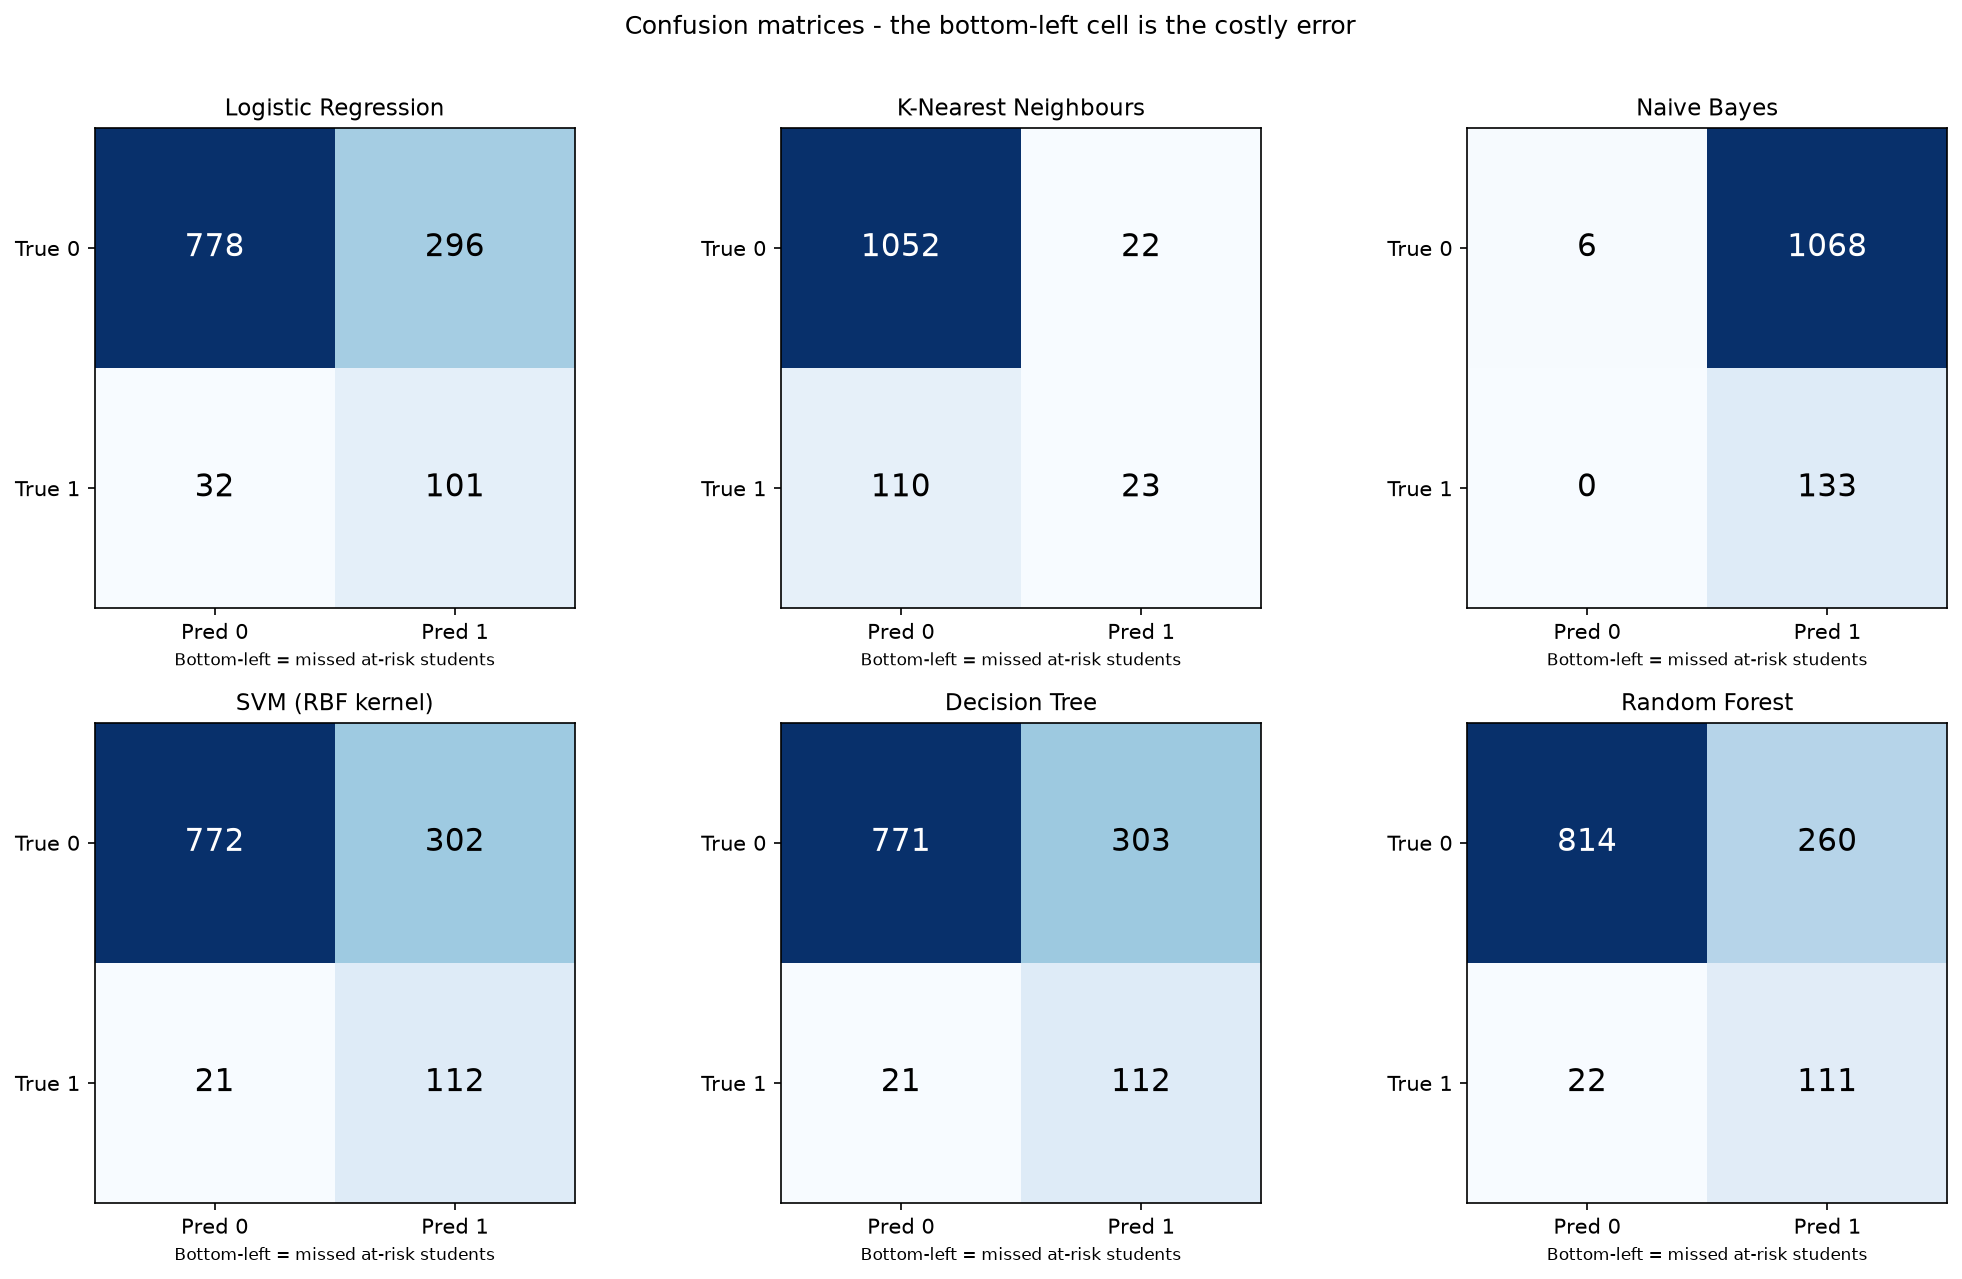 Confusion matrices - the bottom-left cell is the costly error
Logistic Regression
True 0
778
296
True 1
32
101
Pred 0
Pred 1
Bottom-left = missed at-risk students
K-Nearest Neighbours
True 0
1052
22
True 1
110
23
Pred 0
Pred 1
Bottom-left = missed at-risk students
Naive Bayes
True 0
6
1068
True 1
0
133
Pred 0
Pred 1
Bottom-left = missed at-risk students
SVM (RBF kernel)
True 0
772
302
True 1
21
112
Pred 0
Pred 1
Bottom-left = missed at-risk students
Decision Tree
True 0
771
303
True 1
21
112
Pred 0
Pred 1
Bottom-left = missed at-risk students
Random Forest
True 0
814
260
True 1
22
111
Pred 0
Pred 1
Bottom-left = missed at-risk students